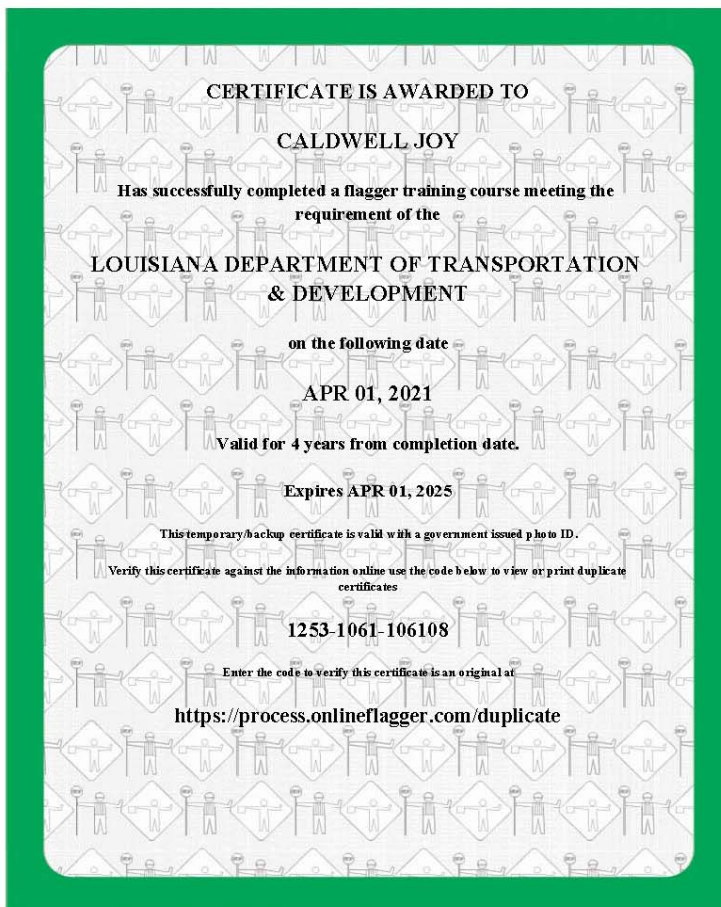 CERTIFICATE IS AWARDED TO
CALDWELL JOY
Has successfully completed a flagger training course meeting the
requirement of the
LOUISIANA DEPARTMENT OF TRANSPORTATION
& DEVELOPMENT
on the following date
APR 01, 2021
Valid for 4 years from completion date.
Expires APR 01, 2025
This temporary/backup certificate is valid with a government issued photo ID.
Verify this certificate against the information online use the code below to view or print duplicate
certificates
1253-1061-106108
Enter the code to verify this certificate is an original at
https://process.onlineflagger.com/duplicate